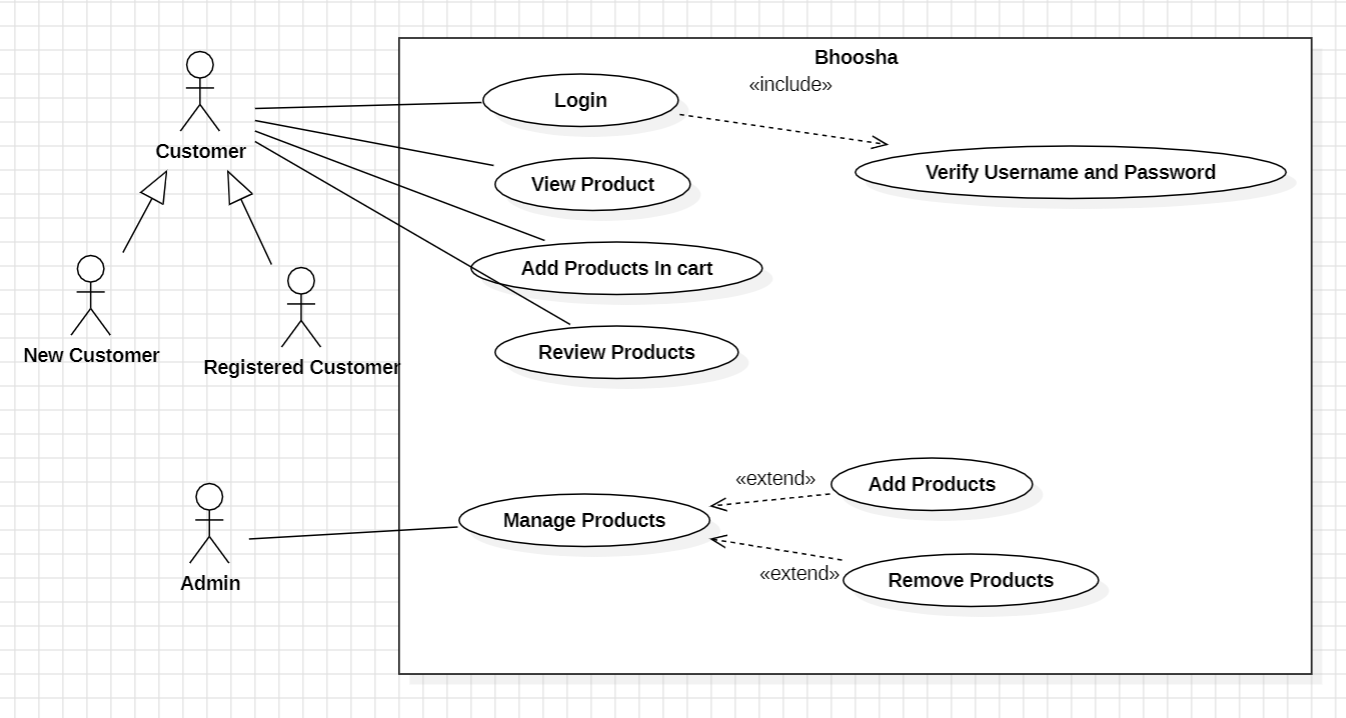 Bhoosha
«include»
Login
Customer
Verify Username and Password
View Product
Add Products In cart
New Customer
Registered Customer
Review Products
«extend»
Add Products
Manage Products
Admin
«extend»
Remove Products